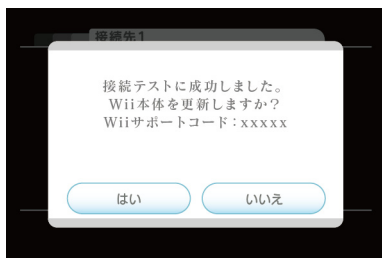 接続先1
接続テストに成功しました。
Wii本体を更新しますか？
Wiiサポートコード：xxxxx
はい
いいえ